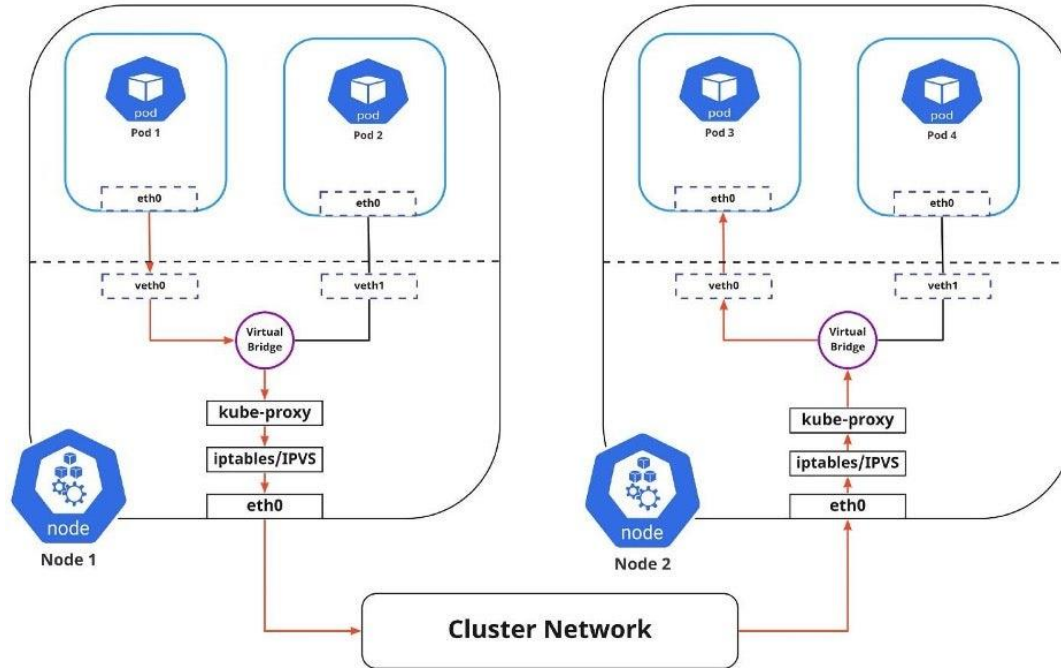 pod
Pod 1
eth0
veth0
pod
Pod 2
eth0
veth1
Virtual
Bridge
kube-proxy
iptables/IPVS
eth0
node
Node 1
pod
Pod 3
eth0
veth0
pod
Pod 4
eth0
veth1
Virtual
Bridge
kube-proxy
iptables/IPVS
eth0
node
Node 2
Cluster Network